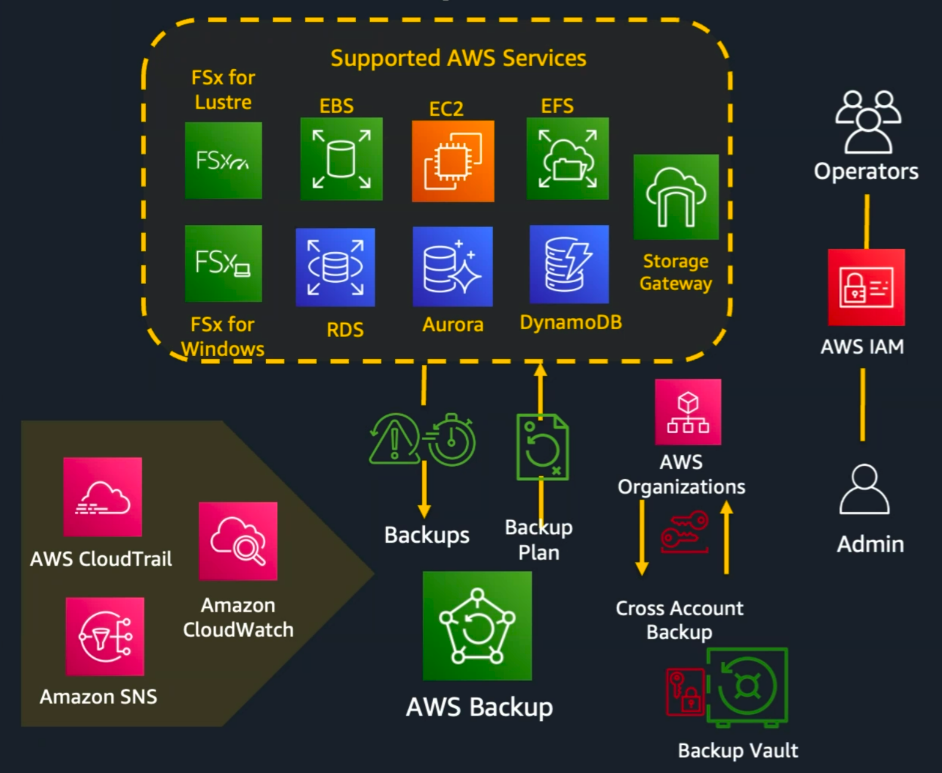 Supported AWS Services
FSx for
Lustre
EBS
EC2
EFS
FSx
FSx
Storage
Gateway
FSx for
Windows
RDS
Aurora
DynamoDB
Operators
AWS IAM
Admin
AWS
Organizations
Backups
Backup
Plan
Cross Account
Backup
AWS CloudTrail
Amazon
CloudWatch
Amazon SNS
AWS Backup
Backup Vault